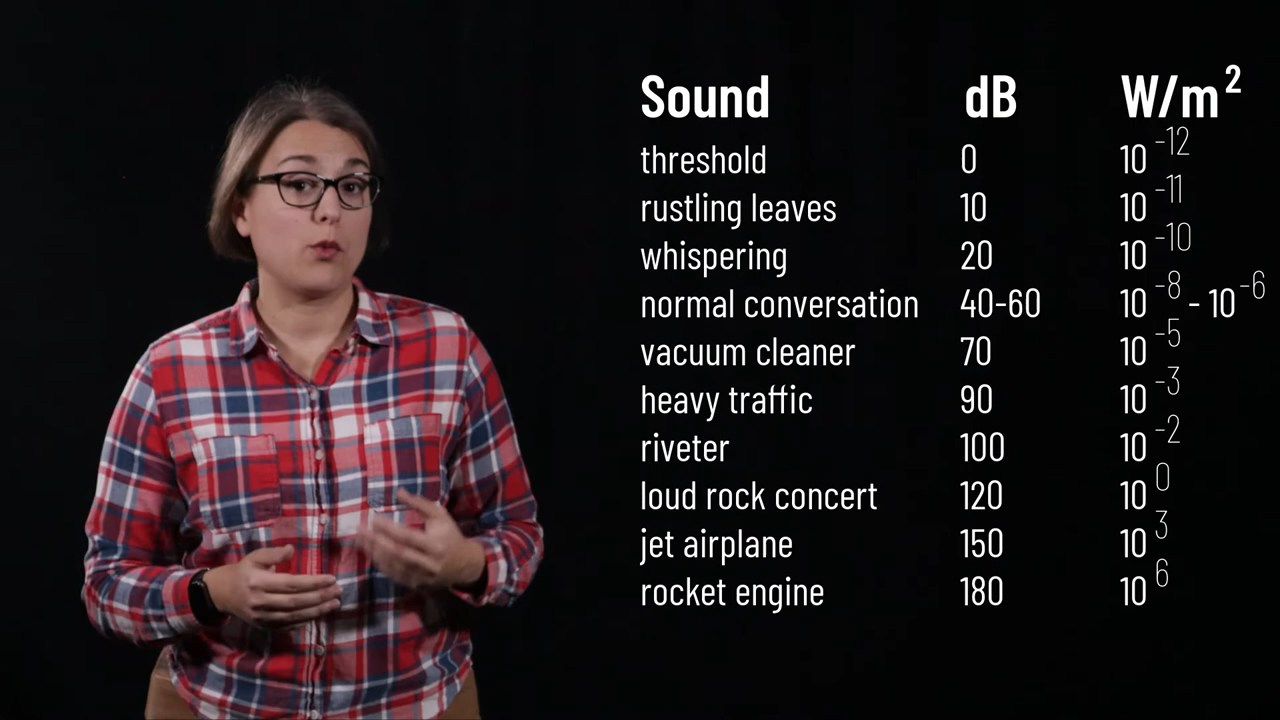 Sound dB W/m²
threshold 0 10⁻¹²
rustling leaves 10 10⁻¹¹
whispering 20 10⁻¹⁰
normal conversation 40-60 10⁻⁸ - 10⁻⁶
vacuum cleaner 70 10⁻⁵
heavy traffic 90 10⁻³
riveter 100 10⁻²
loud rock concert 120 10⁰
jet airplane 150 10³
rocket engine 180 10⁶